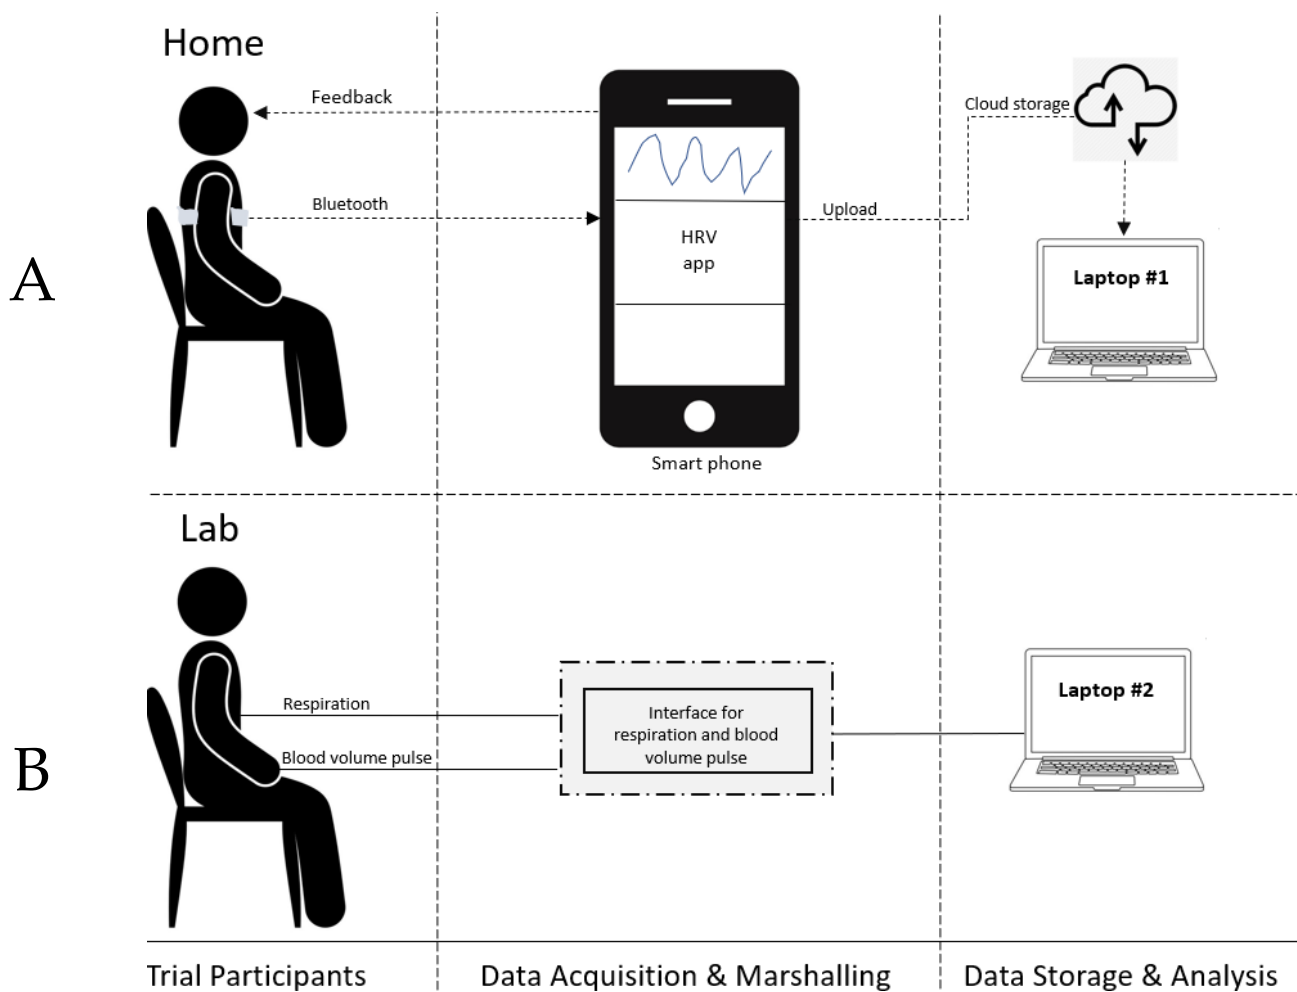 Home
Feedback
Cloud storage
Bluetooth
Upload
HRV
app
A
Laptop #1
Smart phone
Lab
Respiration
Blood volume pulse
Interface for
respiration and blood
volume pulse
Laptop #2
B
Trial Participants
Data Acquisition & Marshalling
Data Storage & Analysis